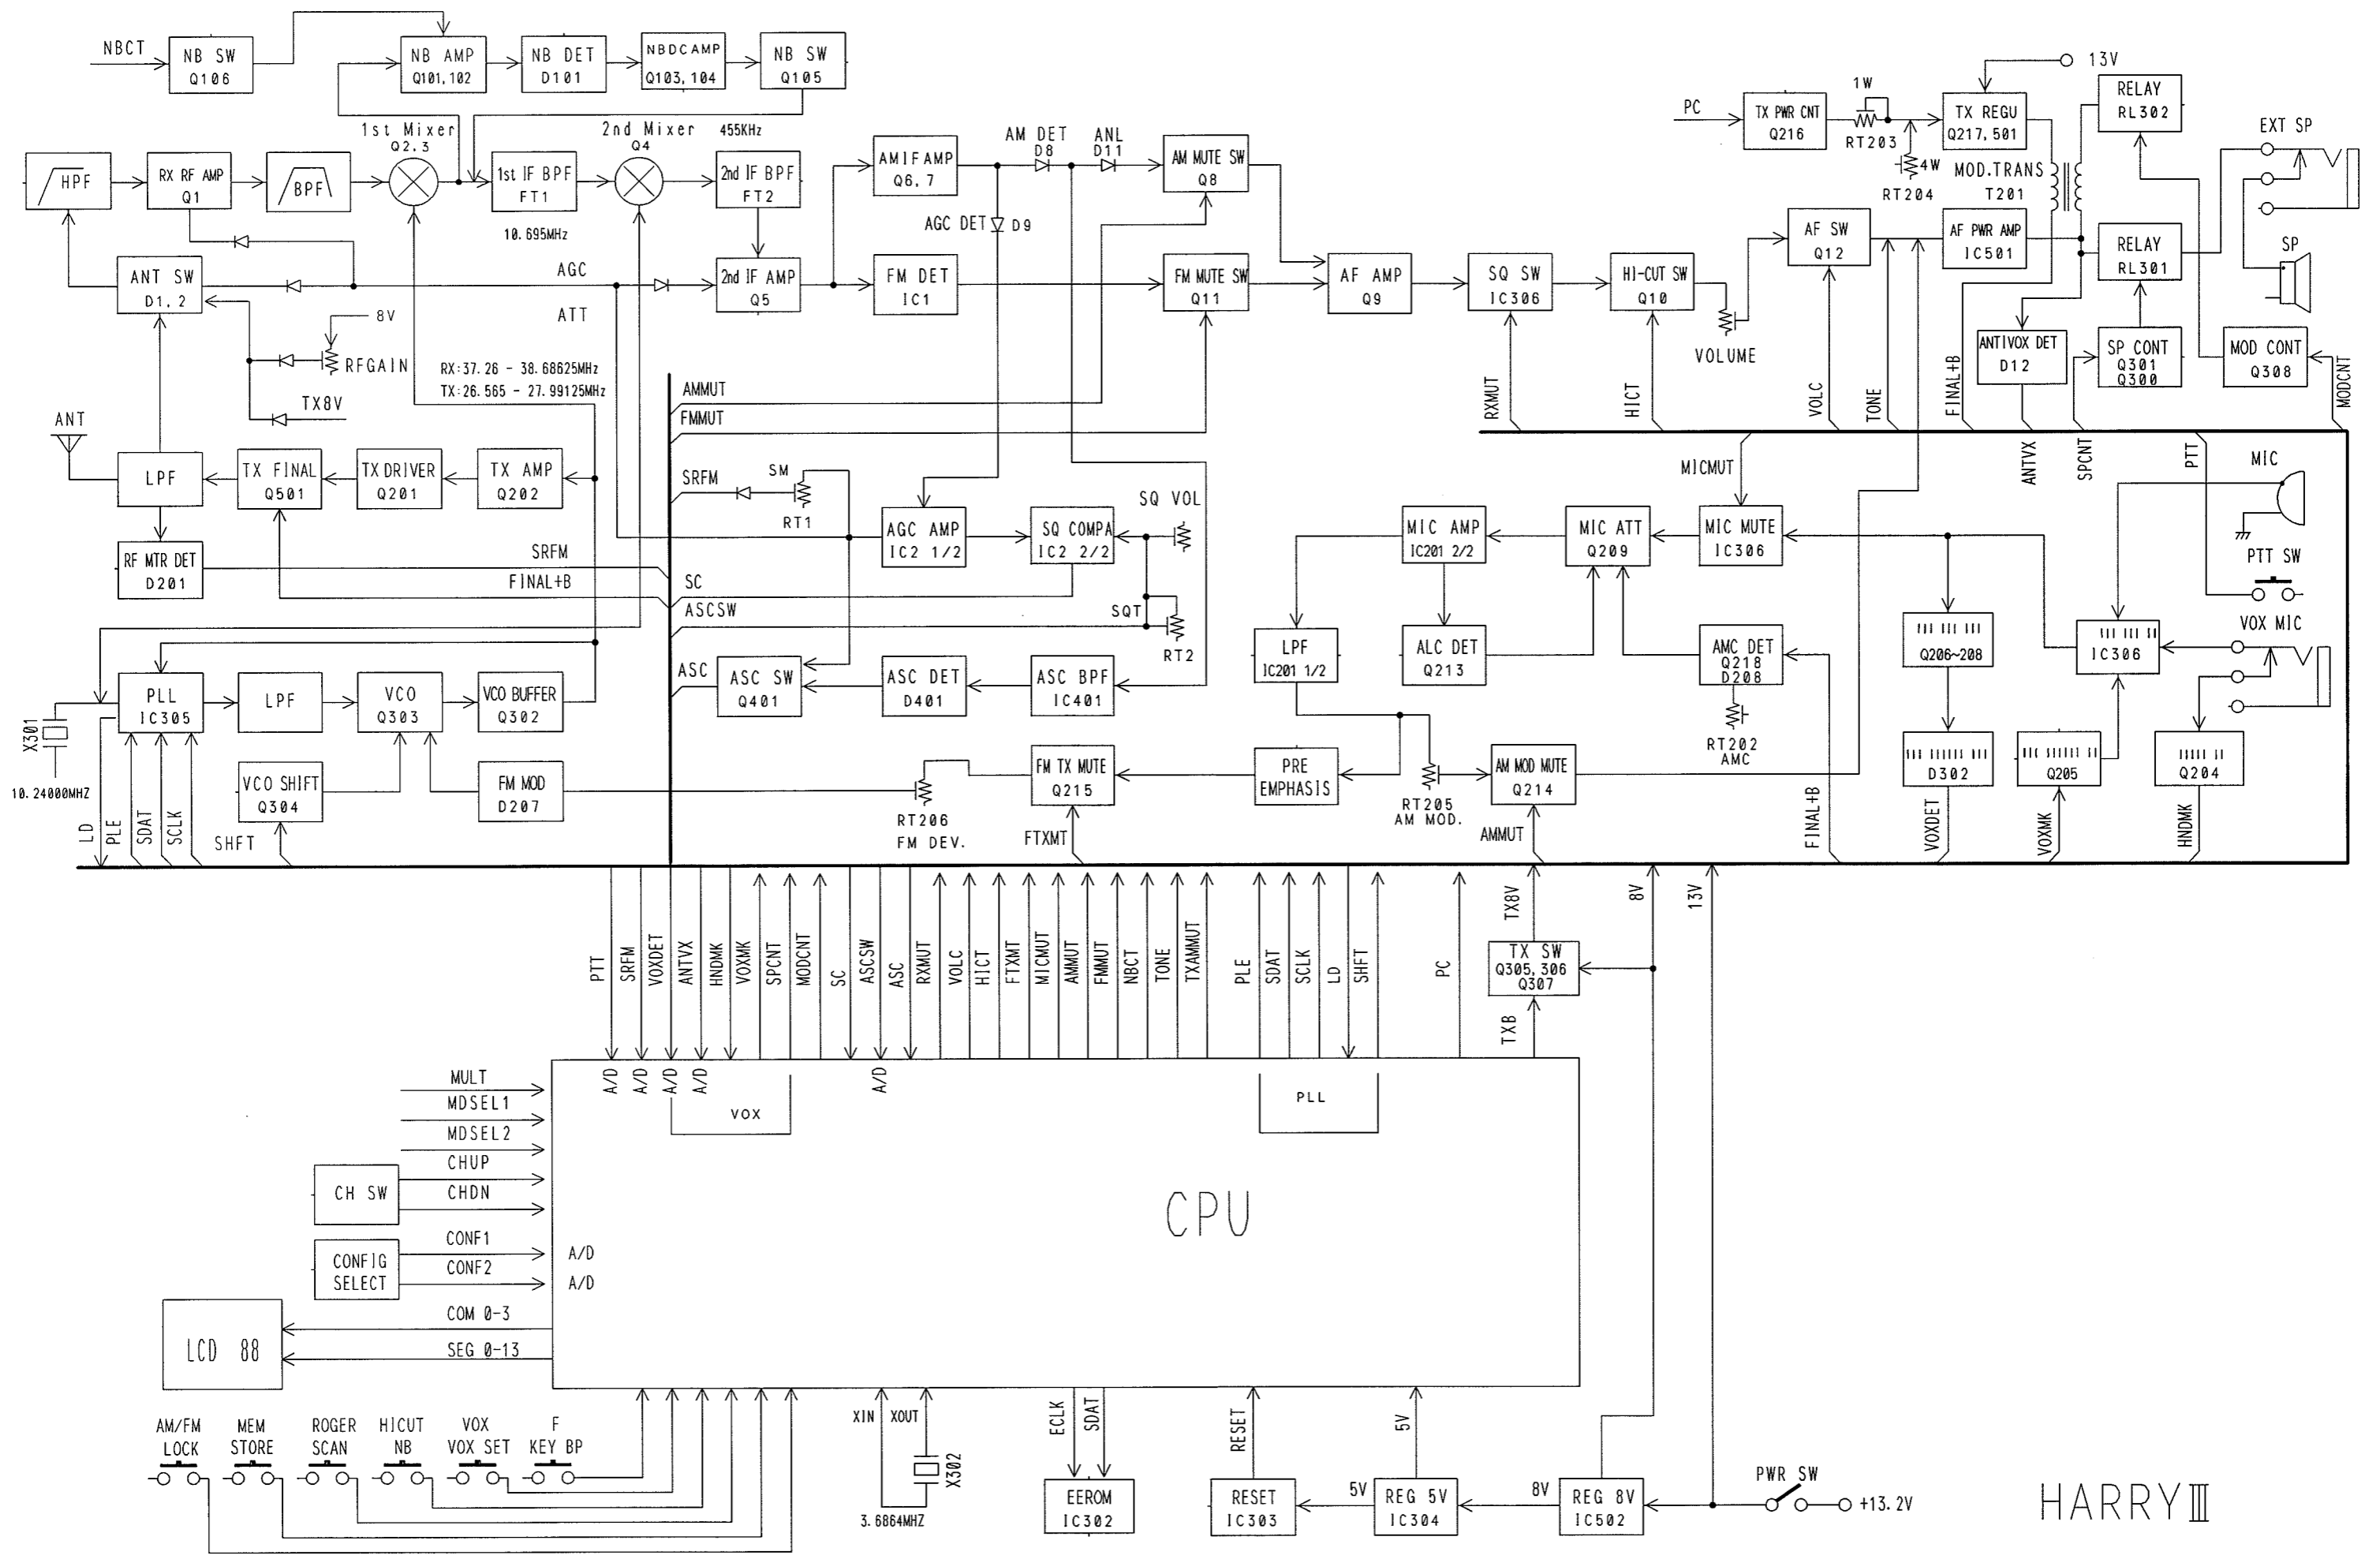 NBCT
NB SW
Q106
NB AMP
Q101,102
NB DET
D101
NBDCAMP
Q103,104
NB SW
Q105
HPF
RX RF AMP
Q1
BPF
1st Mixer
Q2.3
1st IF BPF
FT1
10.695MHz
2nd Mixer
Q4
455KHz
2nd IF BPF
FT2
AMIFAMP
Q6,7
AM DET
D8
ANL
D11
AM MUTE SW
Q8
AGC DET
D9
ANT SW
D1,2
AGC
ATT
2nd IF AMP
Q5
FM DET
IC1
FM MUTE SW
Q11
AF AMP
Q9
SQ SW
IC306
HI-CUT SW
Q10
VOLUME
AF SW
Q12
PC
TX PWR CNT
Q216
1W
RT203
4W
RT204
TX REGU
Q217,501
13V
MOD.TRANS
T201
AF PWR AMP
IC501
RELAY
RL302
RELAY
RL301
EXT SP
SP
ANTIVOX DET
D12
SP CONT
Q301
Q300
MOD CONT
Q308
8V
RFGAIN
TX8V
RX:37.26 - 38.68625MHz
TX:26.565 - 27.99125MHz
AMMUT
FMMUT
RXMUT
HICT
VOLC
TONE
FINAL+B
ANTVX
SPCNT
PTT
MODCNT
ANT
LPF
TX FINAL
Q501
TX DRIVER
Q201
TX AMP
Q202
RF MTR DET
D201
SRFM
FINAL+B
SRFM
SM
RT1
AGC AMP
IC2 1/2
SQ COMPA
IC2 2/2
SQ VOL
SC
ASCSW
SQT
RT2
ASC
ASC SW
Q401
ASC DET
D401
ASC BPF
IC401
MICMUT
MIC AMP
IC201 2/2
MIC ATT
Q209
MIC MUTE
IC306
LPF
IC201 1/2
ALC DET
Q213
AMC DET
Q218
D208
RT202
AMC
Q206~208
D302
IC306
Q205
Q204
MIC
PTT SW
VOX MIC
PLL
IC305
LPF
VCO
Q303
VCO BUFFER
Q302
X301
10.24000MHZ
VCO SHIFT
Q304
FM MOD
D207
RT206
FM DEV.
FM TX MUTE
Q215
PRE
EMPHASIS
RT205
AM MOD.
AM MOD MUTE
Q214
LD
PLE
SDAT
SCLK
SHFT
FTXMT
AMMUT
FINAL+B
VOXDET
VOXMK
HNDMK
PTT
SRFM
VOXDET
ANTVX
HNDMK
VOXMK
SPCNT
MODCNT
SC
ASCSW
ASC
RXMUT
VOLC
HICT
FTXMT
MICMUT
AMMUT
FMMUT
NBCT
TONE
TXAMMUT
PLE
SDAT
SCLK
LD
SHFT
PC
TX8V
TX SW
Q305,306
Q307
TXB
8V
13V
A/D
A/D
A/D
A/D
A/D
VOX
PLL
CPU
MULT
MDSEL1
MDSEL2
CH SW
CHUP
CHDN
CONFIG
SELECT
CONF1
CONF2
A/D
A/D
LCD 88
COM 0-3
SEG 0-13
AM/FM
LOCK
MEM
STORE
ROGER
SCAN
HICUT
NB
VOX
VOX SET
F
KEY BP
XIN
XOUT
X302
3.6864MHZ
ECLK
SDAT
EEROM
IC302
RESET
RESET
IC303
5V
5V
REG 5V
IC304
8V
REG 8V
IC502
PWR SW
+13.2V
HARRY III